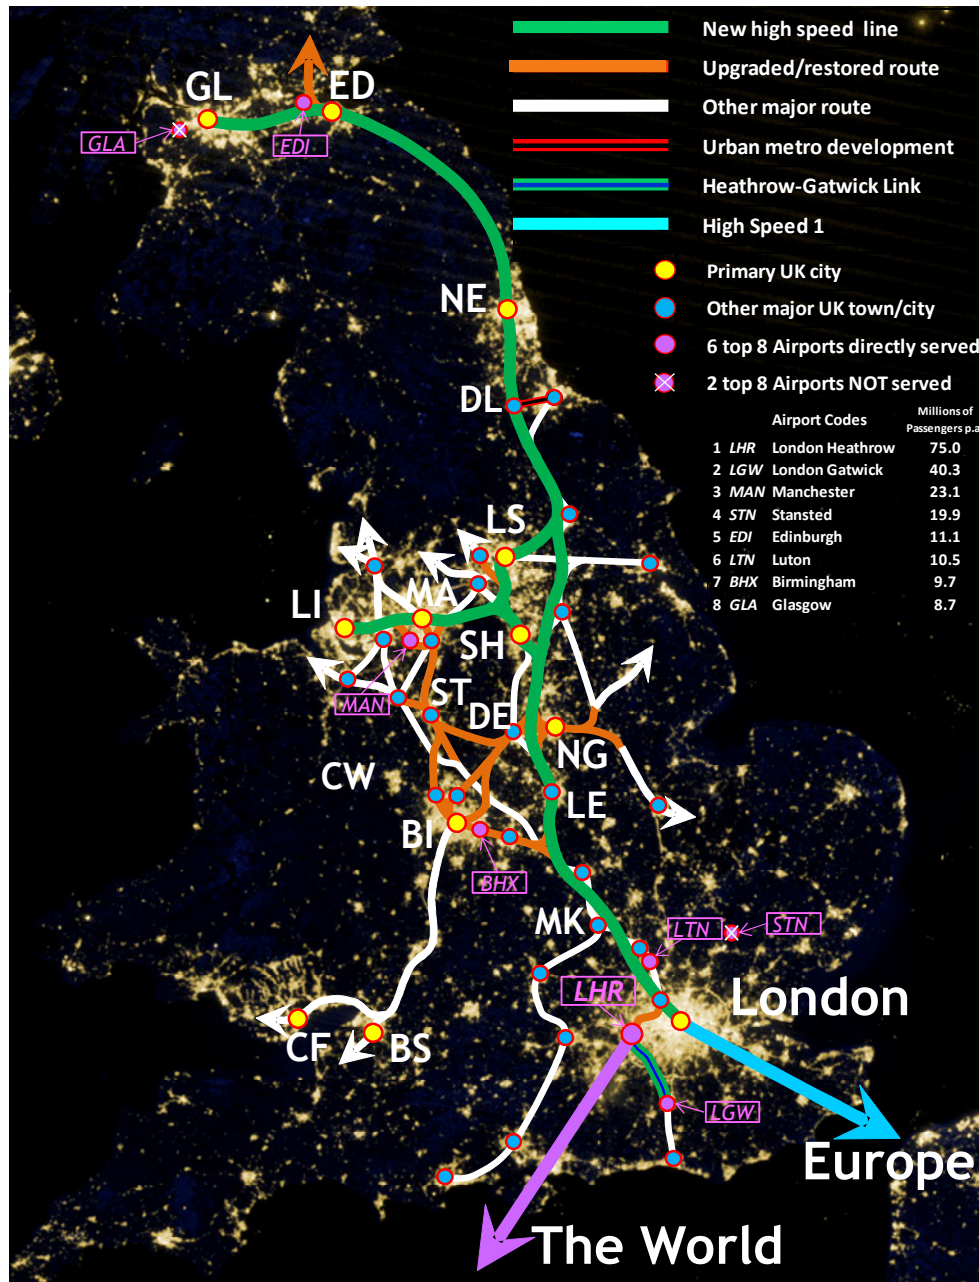 New high speed line
Upgraded/restored route
Other major route
Urban metro development
Heathrow-Gatwick Link
High Speed 1
Primary UK city
Other major UK town/city
6 top 8 Airports directly served
2 top 8 Airports NOT served
Airport Codes Millions of Passengers p.a
1 LHR London Heathrow 75.0
2 LGW London Gatwick 40.3
3 MAN Manchester 23.1
4 STN Stansted 19.9
5 EDI Edinburgh 11.1
6 LTN Luton 10.5
7 BHX Birmingham 9.7
8 GLA Glasgow 8.7
GL
ED
GLA
EDI
NE
DL
LS
MA
LI
SH
MAN
ST
DE
NG
CW
LE
BI
BHX
MK
LTN
STN
LHR
London
CF
BS
LGW
Europe
The World